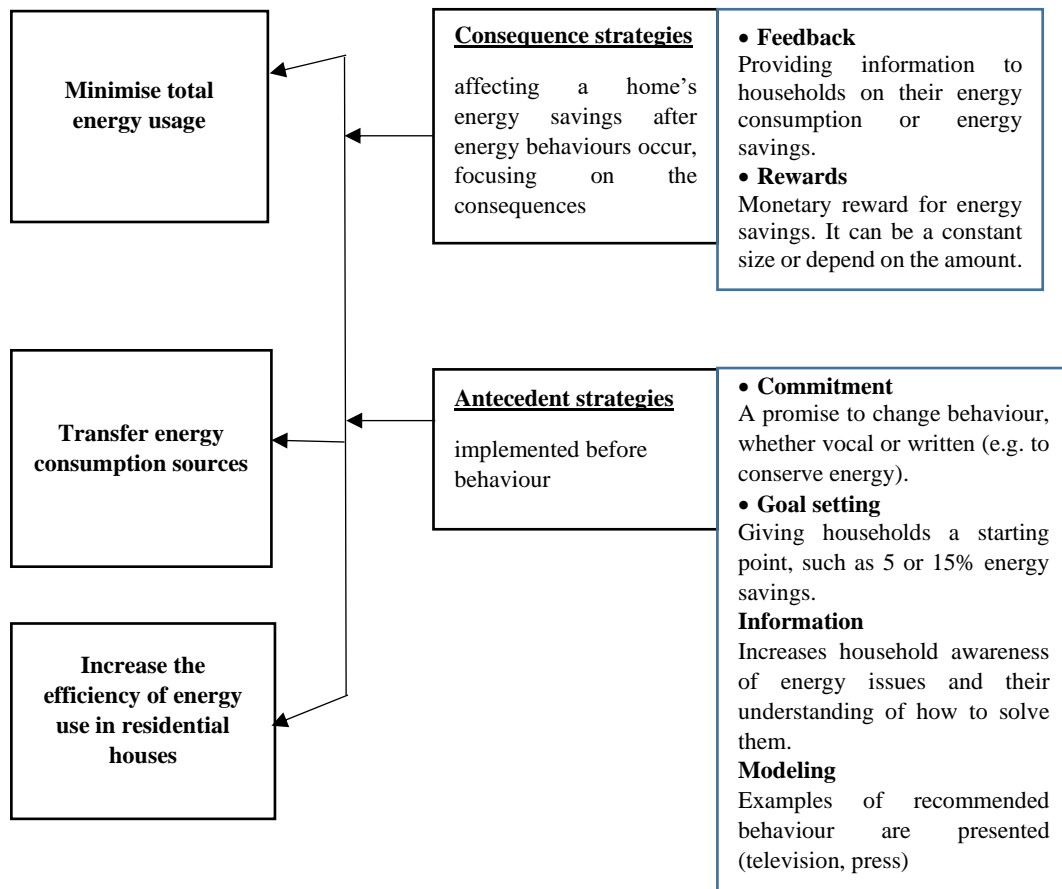 Minimise total
energy usage
Consequence strategies
affecting a home’s
energy savings after
energy behaviours occur,
focusing on the
consequences
• Feedback
Providing information to
households on their energy
consumption or energy
savings.
• Rewards
Monetary reward for energy
savings. It can be a constant
size or depend on the amount.
Transfer energy
consumption sources
Antecedent strategies
implemented before
behaviour
• Commitment
A promise to change behaviour,
whether vocal or written (e.g. to
conserve energy).
• Goal setting
Giving households a starting
point, such as 5 or 15% energy
savings.
Information
Increases household awareness
of energy issues and their
understanding of how to solve
them.
Modeling
Examples of recommended
behaviour are presented
(television, press)
Increase the
efficiency of energy
use in residential
houses